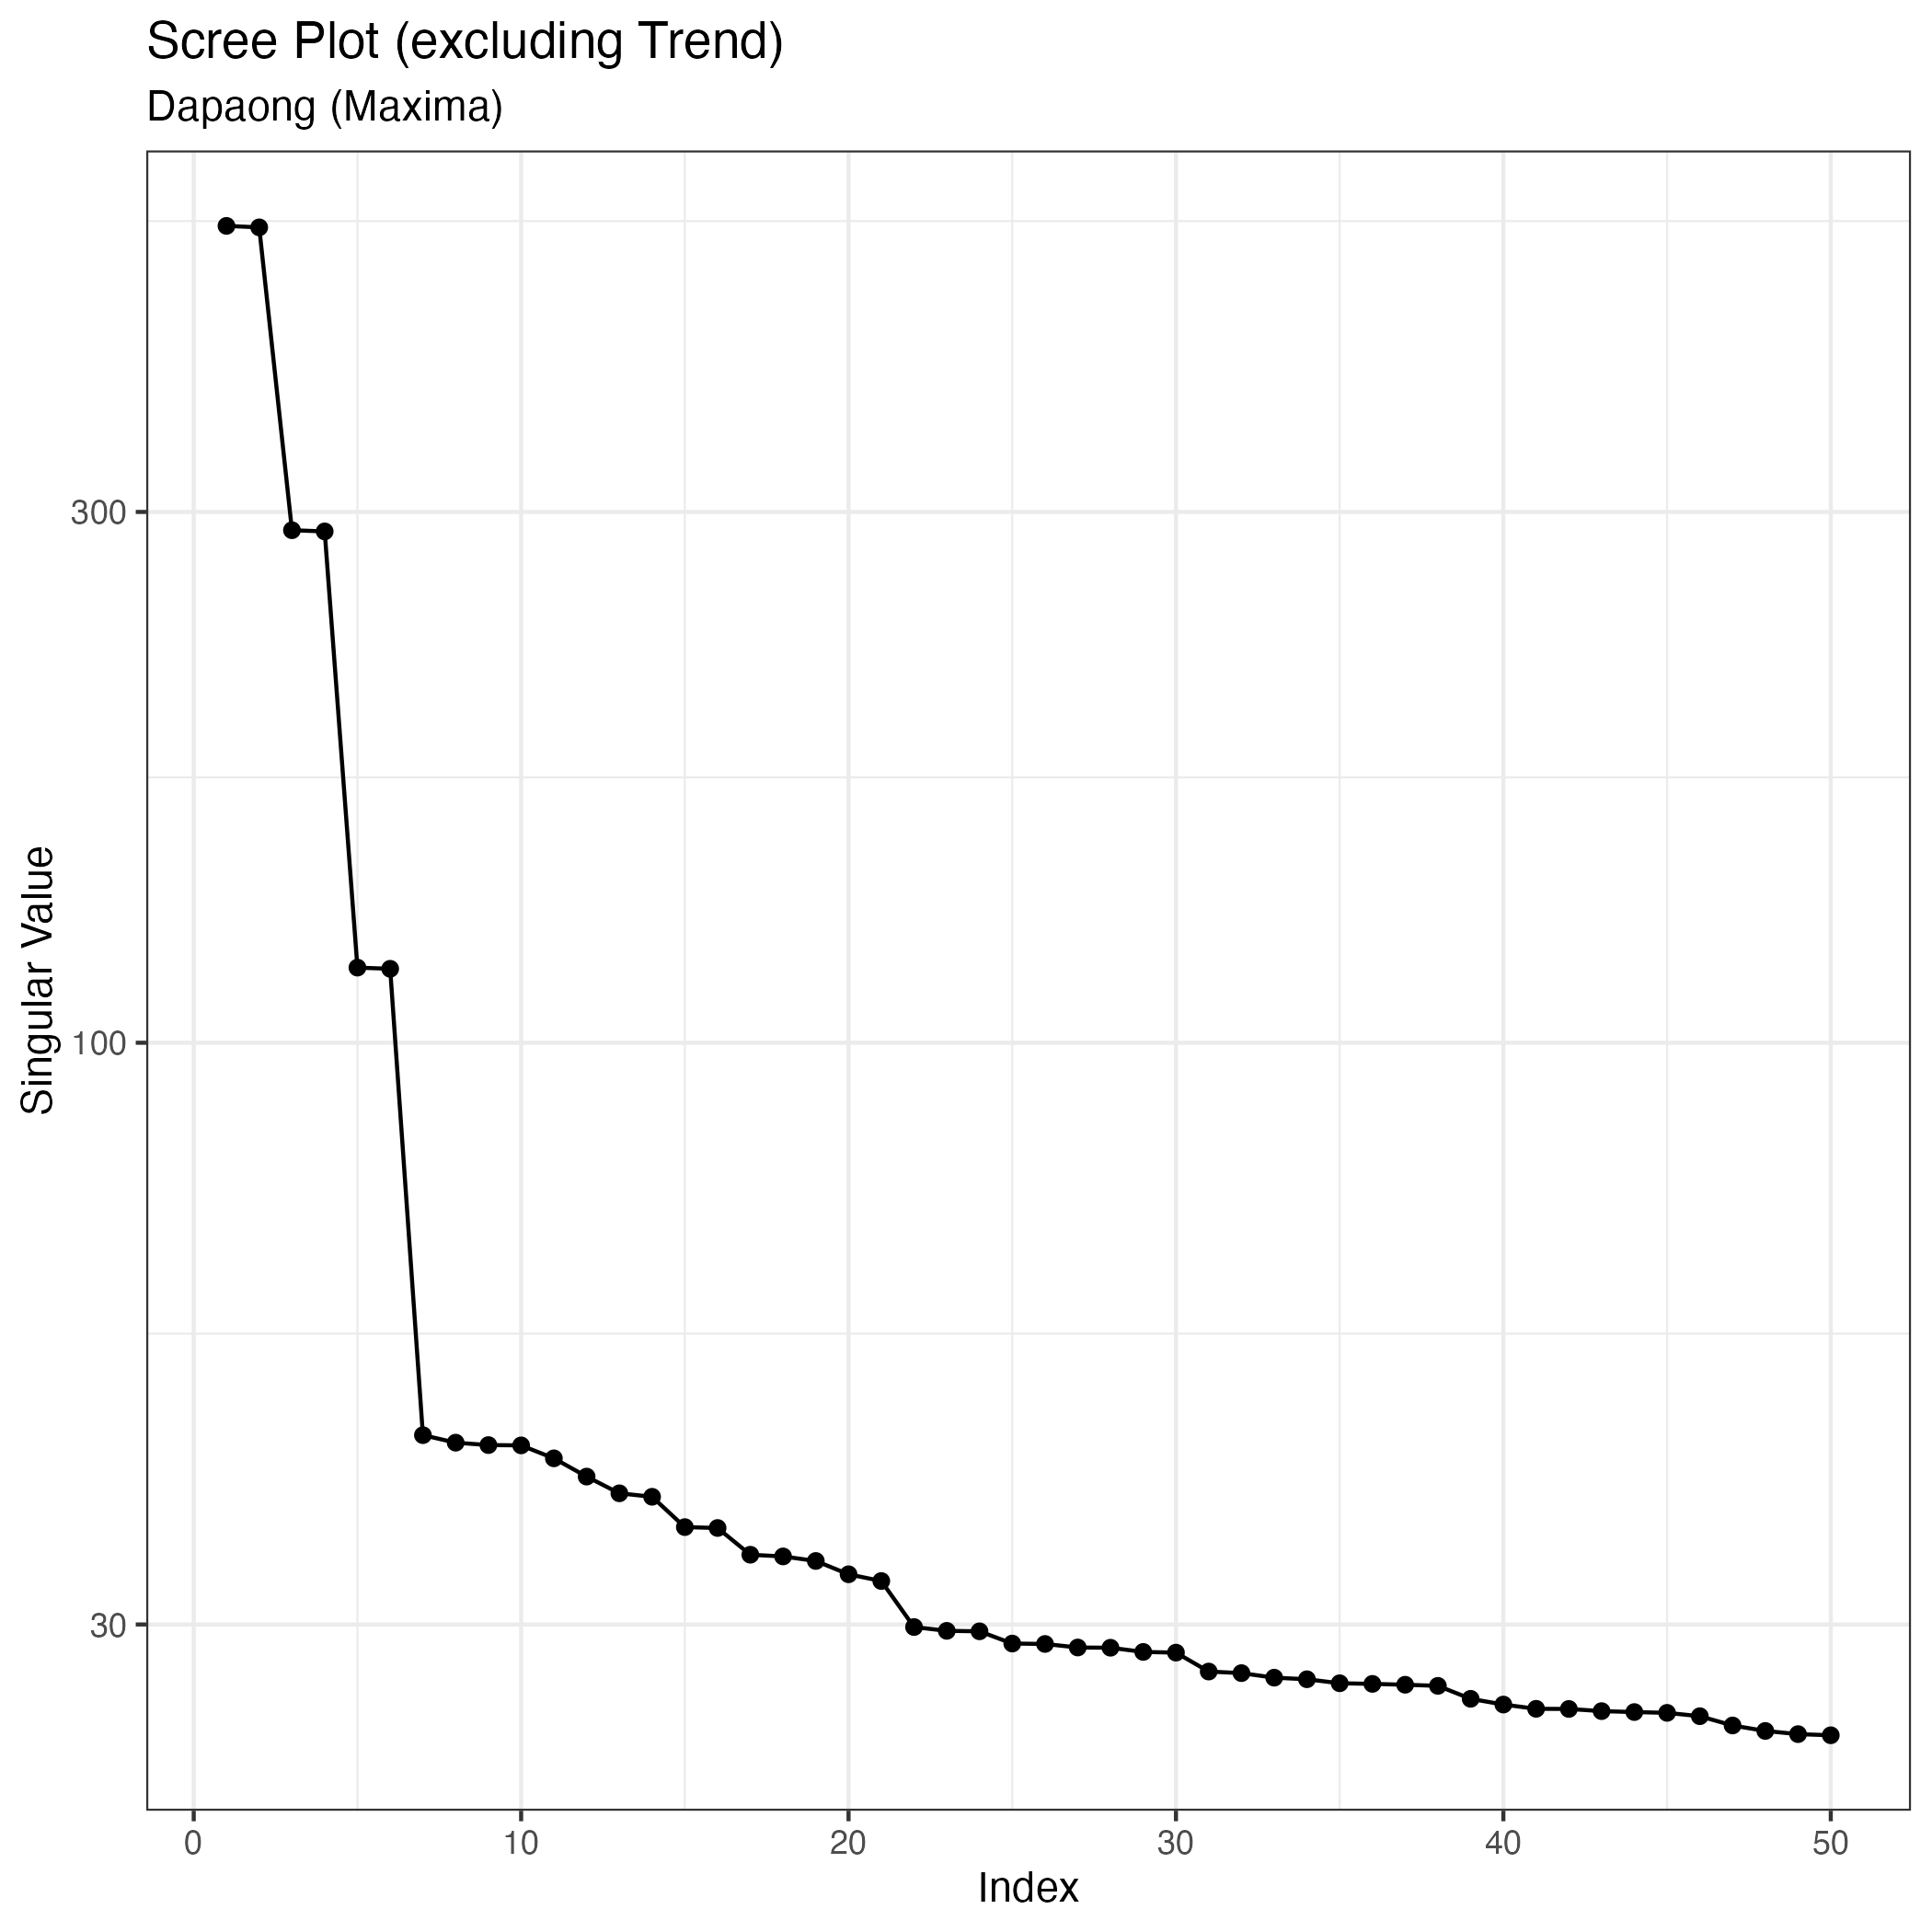 Scree Plot (excluding Trend)
Dapaong (Maxima)
Singular Value
300
100
30
0 10 20 30 40 50
Index